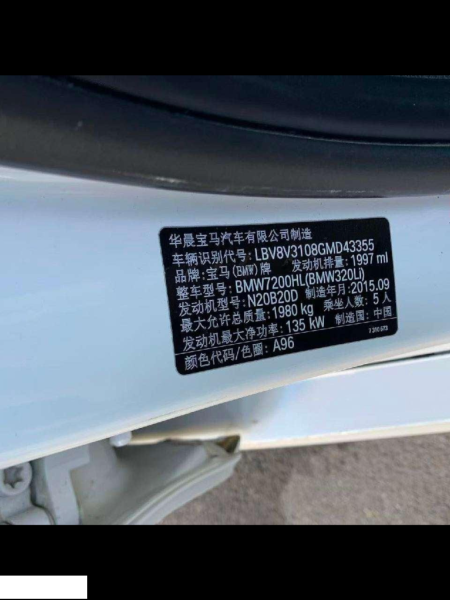 华晨宝马汽车有限公司制造
车辆识别代号: LBV8V3108GMD43355
品牌: 宝马(BMW)牌 发动机排量: 1997 ml
整车型号: BMW7200HL(BMW320Li)
发动机型号: N20B20D 制造年月: 2015.09
最大允许总质量: 1980 kg 乘坐人数: 5 人
发动机最大净功率: 135 kW 制造国: 中国
颜色代码/色圈: A96